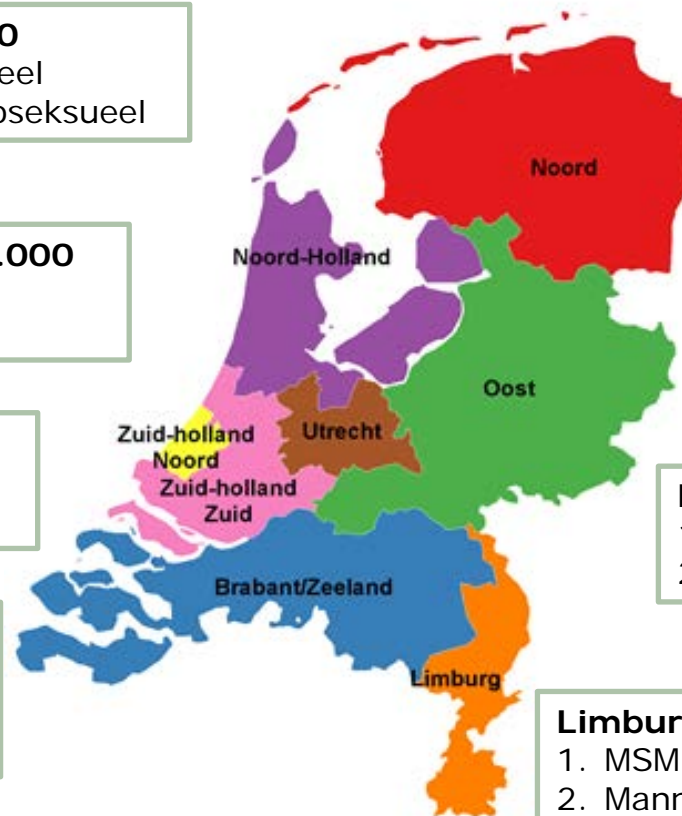 0
eel
oseksueel
.000
Noord
Noord-Holland
Oost
Utrecht
Zuid-holland
Noord
Zuid-holland
Zuid
Brabant/Zeeland
Limburg
Limbur
1. MSM
2. Mann